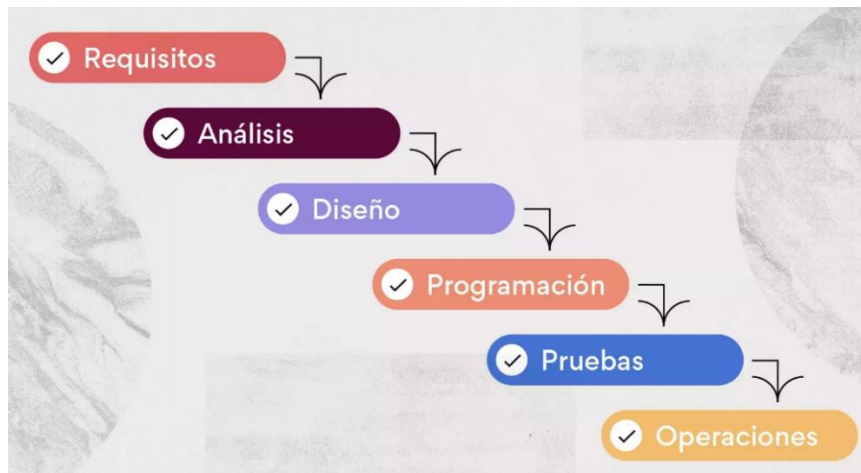 Requisitos
Análisis
Diseño
Programación
Pruebas
Operaciones